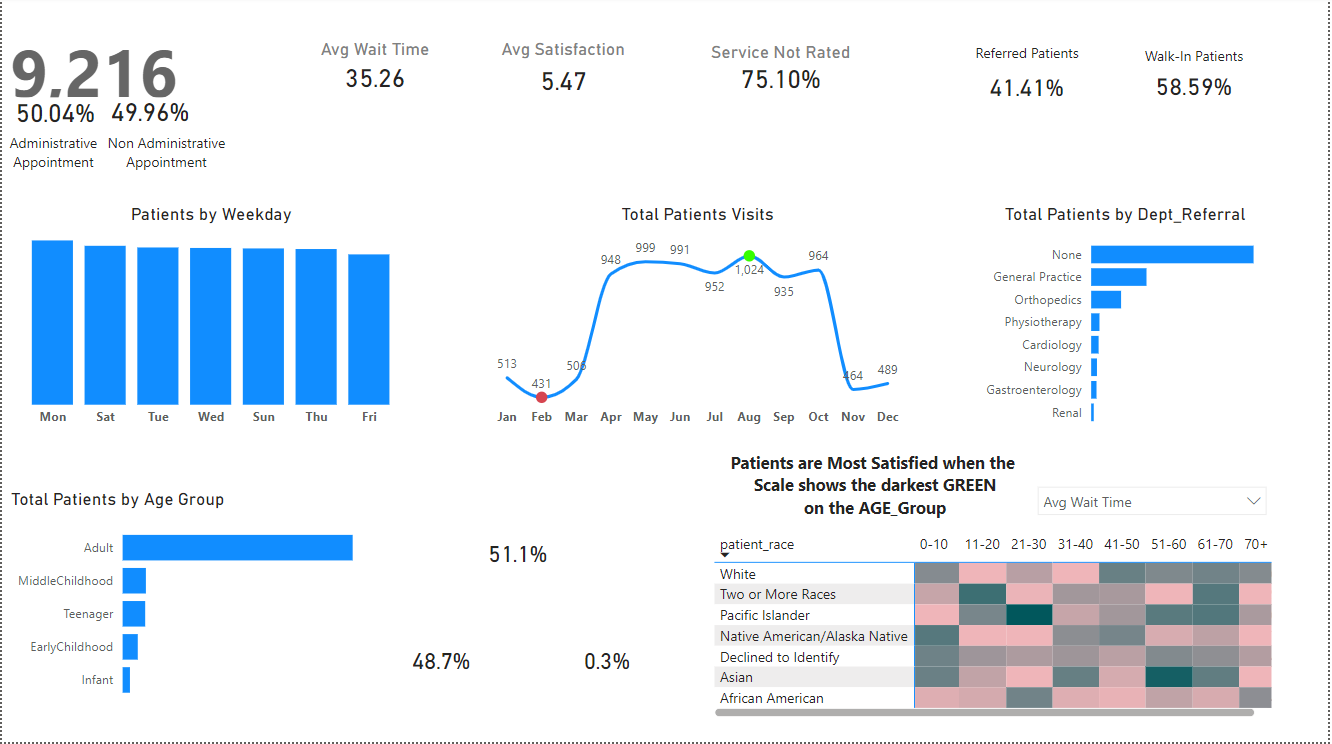 9,216
50.04% 49.96%
Administrative Non Administrative
Appointment Appointment
Avg Wait Time
35.26
Avg Satisfaction
5.47
Service Not Rated
75.10%
Referred Patients
41.41%
Walk-In Patients
58.59%
Patients by Weekday
Mon Sat Tue Wed Sun Thu Fri
Total Patients Visits
513 431 506 948 999 991 952 1,024 935 964 464 489
Jan Feb Mar Apr May Jun Jul Aug Sep Oct Nov Dec
Total Patients by Dept_Referral
None
General Practice
Orthopedics
Physiotherapy
Cardiology
Neurology
Gastroenterology
Renal
Total Patients by Age Group
Adult
MiddleChildhood
Teenager
EarlyChildhood
Infant
51.1%
48.7% 0.3%
Patients are Most Satisfied when the
Scale shows the darkest GREEN
on the AGE_Group
Avg Wait Time
patient_race 0-10 11-20 21-30 31-40 41-50 51-60 61-70 70+
White
Two or More Races
Pacific Islander
Native American/Alaska Native
Declined to Identify
Asian
African American